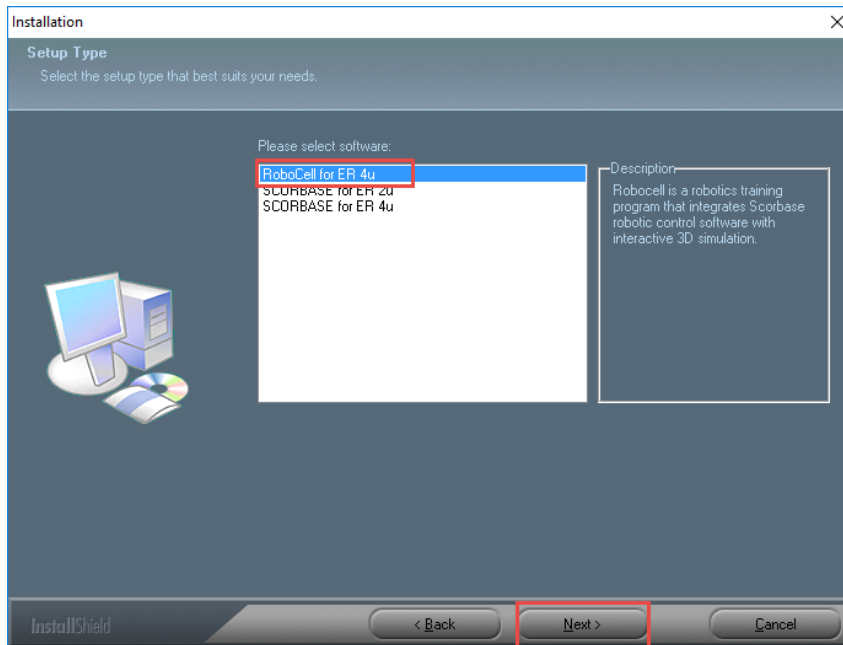 Installation
Setup Type
Select the setup type that best suits your needs.
Please select software:
RoboCell for ER 4u
SCORBASE for ER 2u
SCORBASE for ER 4u
Description
Robocell is a robotics training
program that integrates Scorbase
robotic control software with
interactive 3D simulation.
InstallShield
< Back
Next >
Cancel